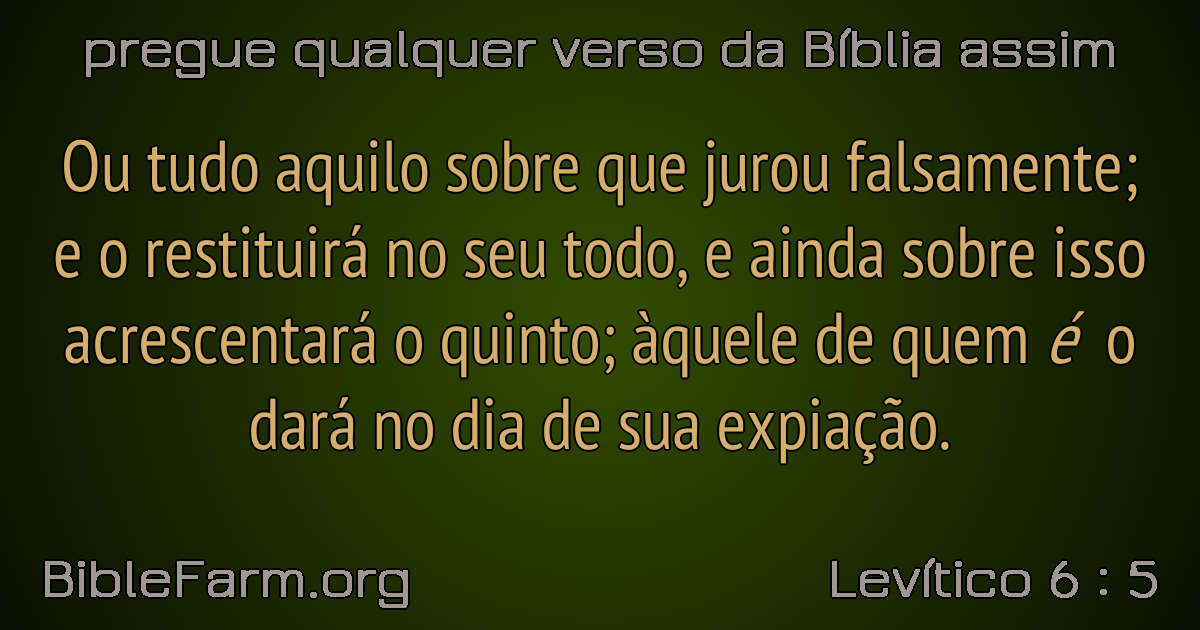 pregue qualquer verso da Bíblia assim
Ou tudo aquilo sobre que jurou falsamente;
e o restituirá no seu todo, e ainda sobre isso
acrescentará o quinto; àquele de quem é o
dará no dia de sua expiação.
BibleFarm.org
Levítico 6 : 5